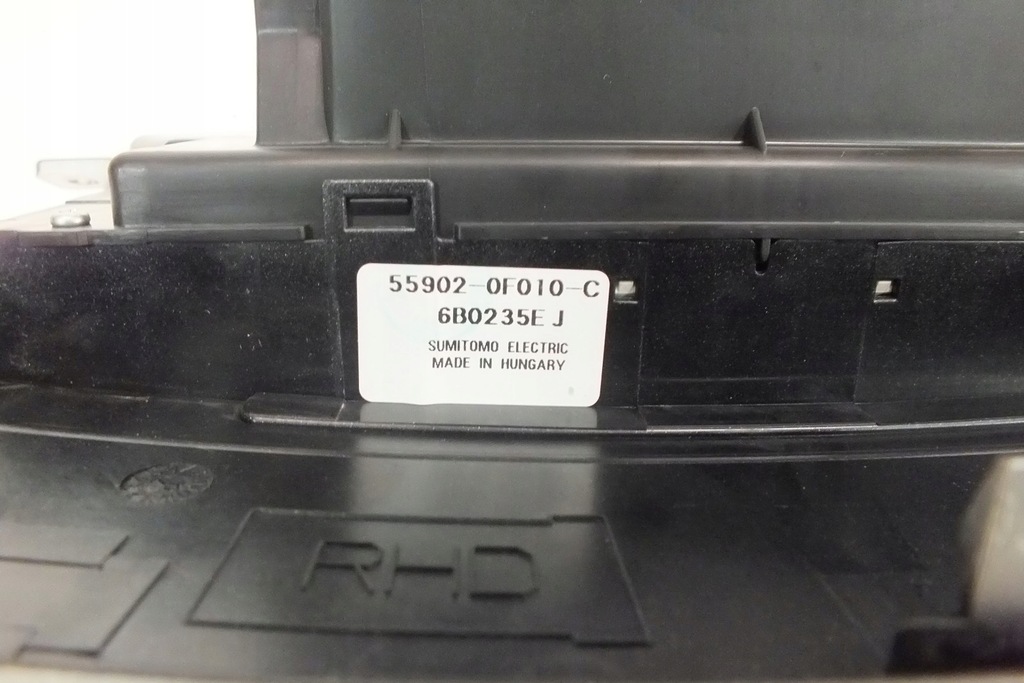 55902-0F010-C
6B0235E J
SUMITOMO ELECTRIC
MADE IN HUNGARY
RHD